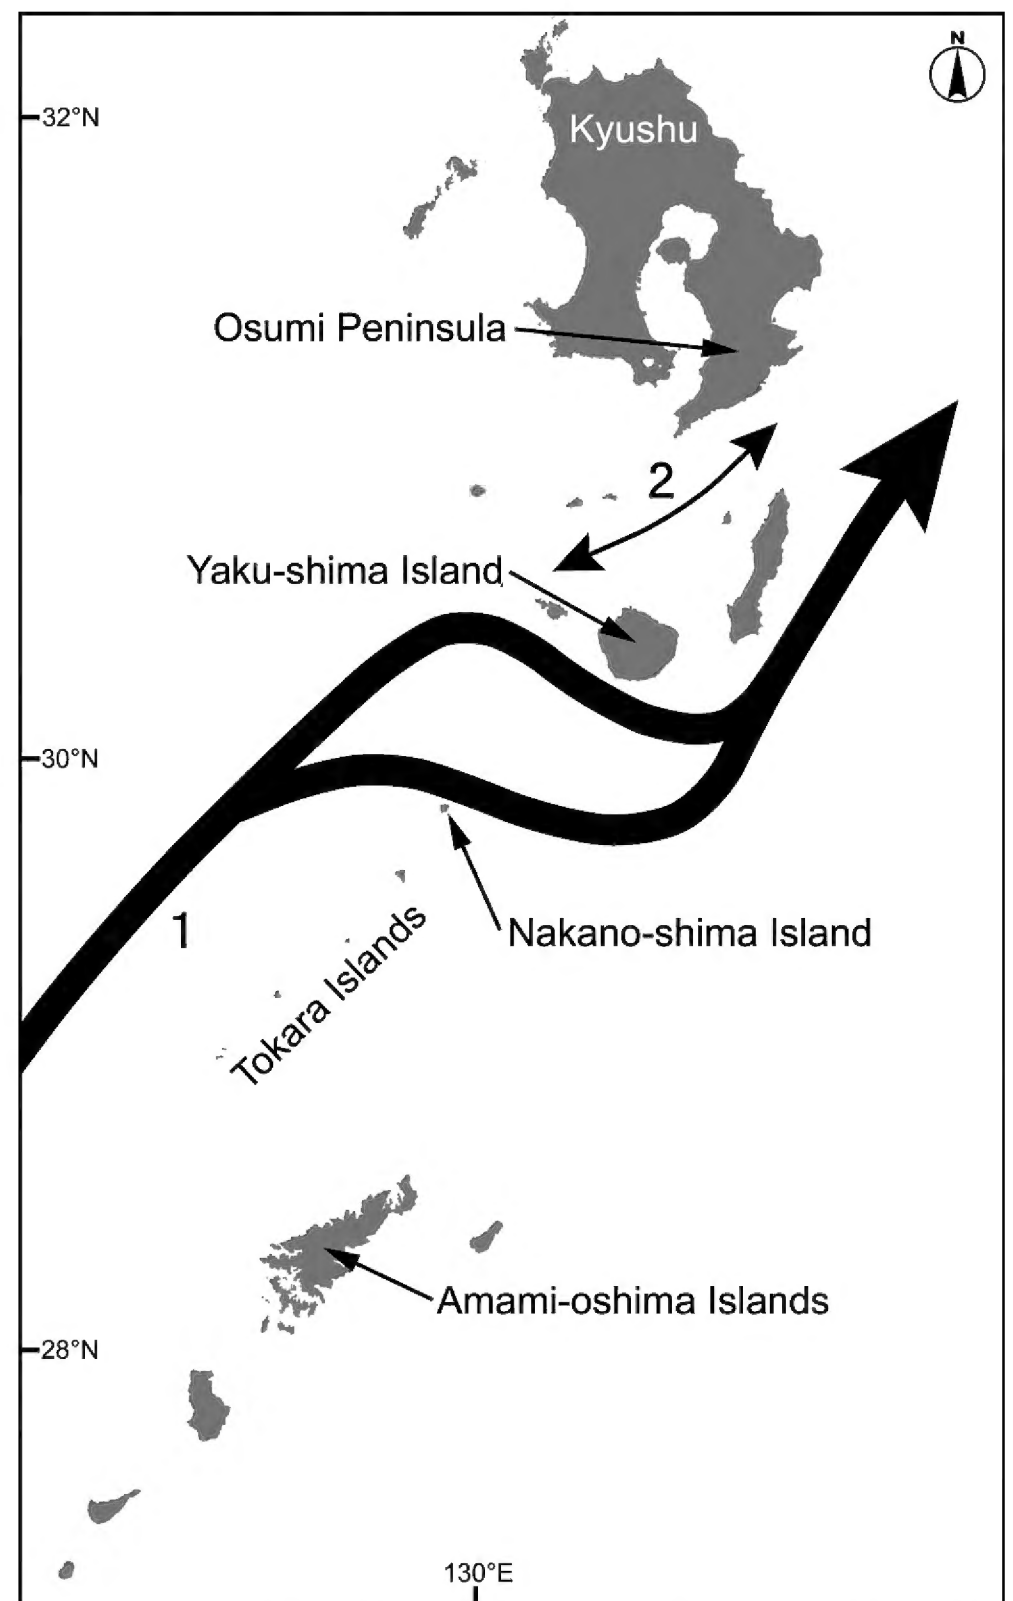 N
32°N
Kyushu
Osumi Peninsula
2
Yaku-shima Island
30°N
1
Nakano-shima Island
Tokara Islands
Amami-oshima Islands
28°N
130°E